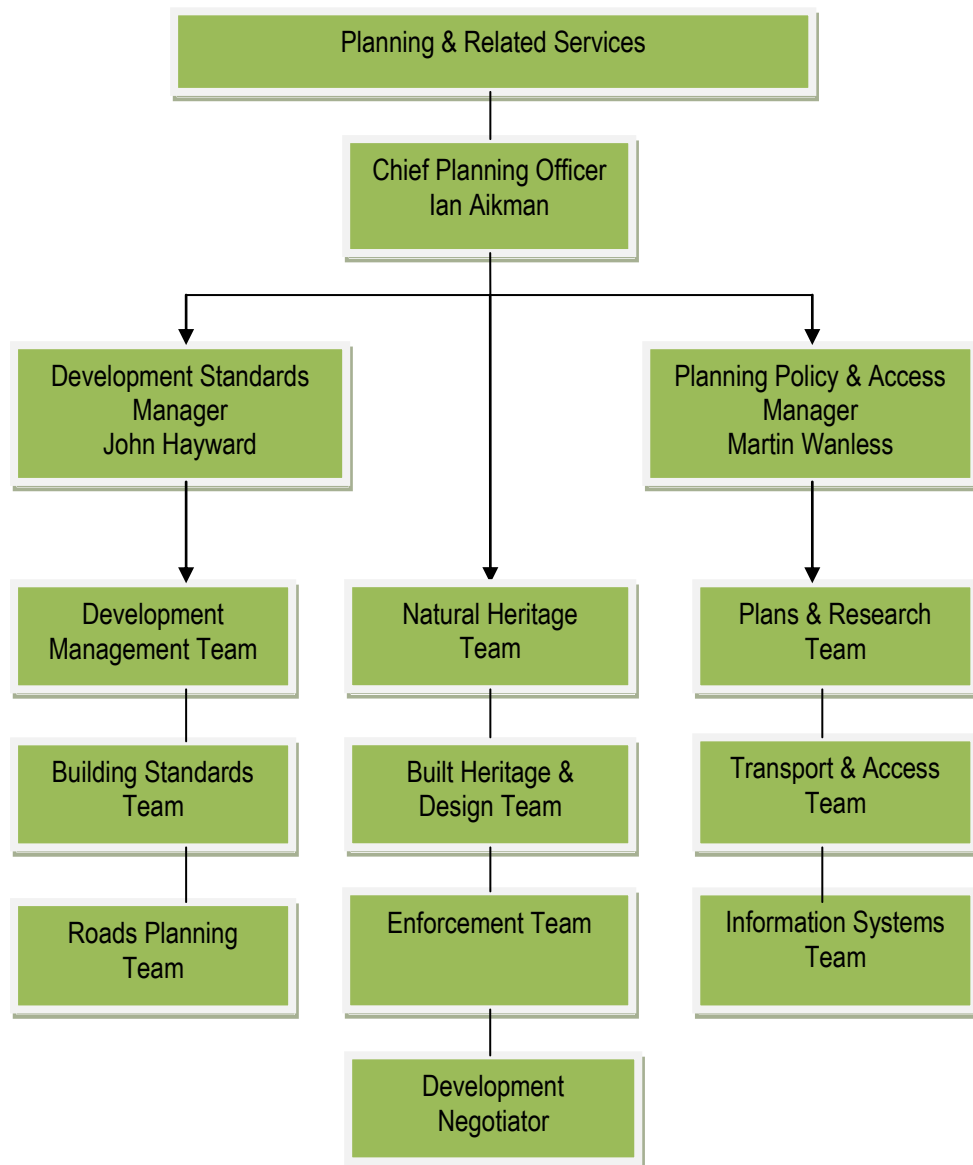 Planning & Related Services
Chief Planning Officer
Ian Aikman
Development Standards
Manager
John Hayward
Planning Policy & Access
Manager
Martin Wanless
Development
Management Team
Natural Heritage
Team
Plans & Research
Team
Building Standards
Team
Built Heritage &
Design Team
Transport & Access
Team
Roads Planning
Team
Enforcement Team
Information Systems
Team
Development
Negotiator